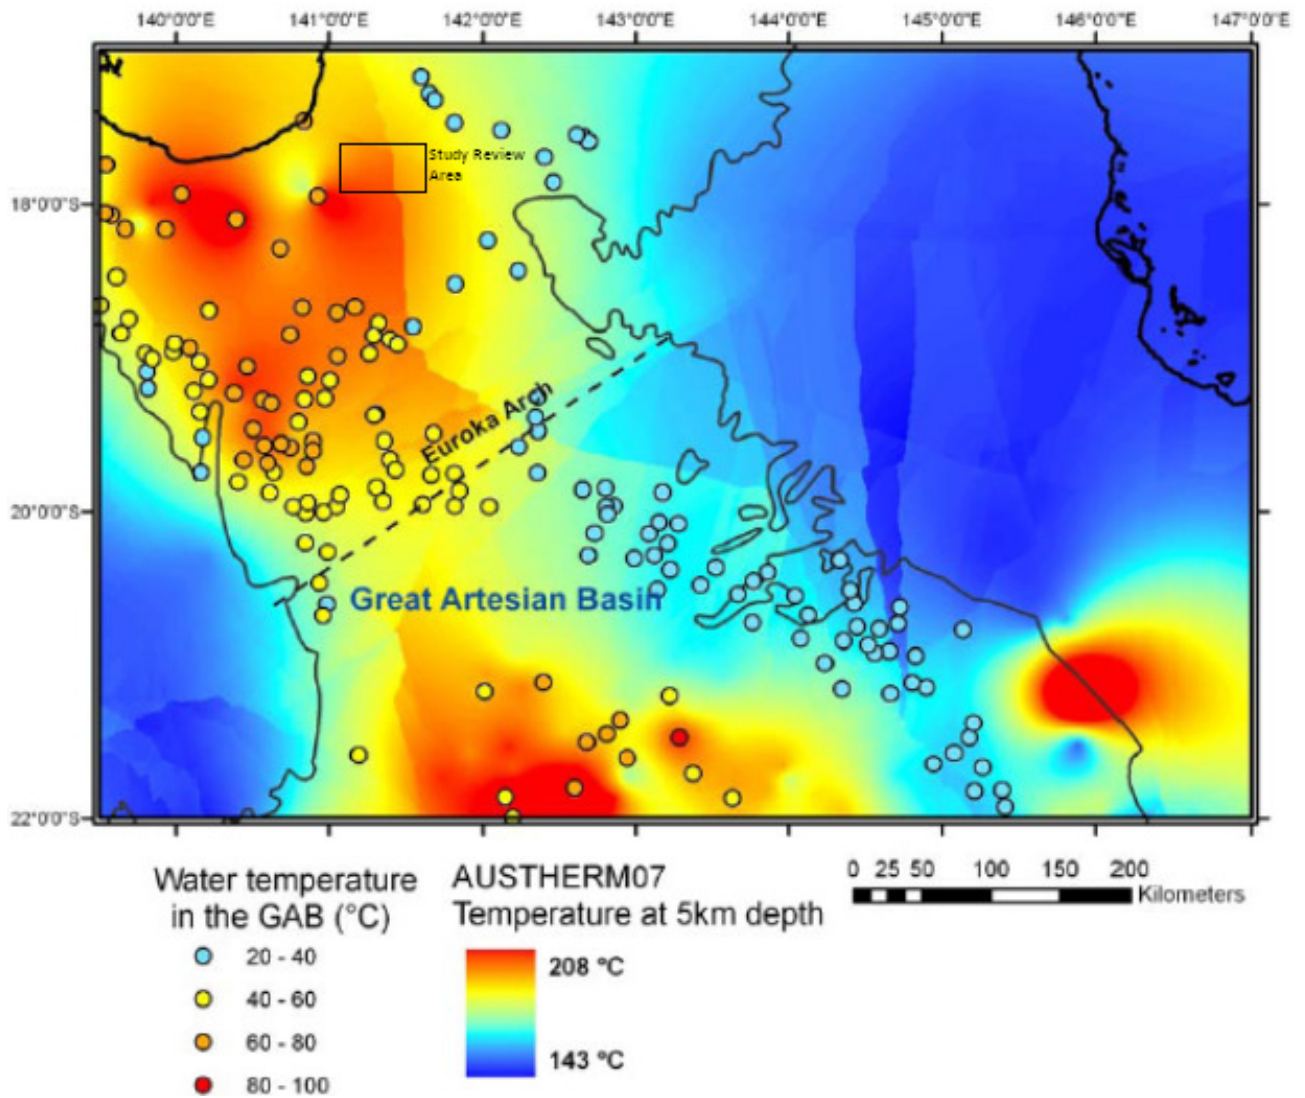 140°0'0"E 141°0'0"E 142°0'0"E 143°0'0"E 144°0'0"E 145°0'0"E 146°0'0"E 147°0'0"E
Study Review
Area
18°0'0"S
Euroka Arch
20°0'0"S
Great Artesian Basin
22°0'0"S
Water temperature
in the GAB (°C)
20 - 40
40 - 60
60 - 80
80 - 100
AUSTHERM07
Temperature at 5km depth
208 °C
143 °C
0 25 50 100 150 200
Kilometers